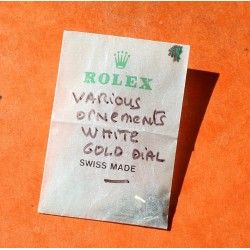 ROLEX
VARIOUS
ORNEMENTS
WHITE
GOLD DIAL
SWISS MADE